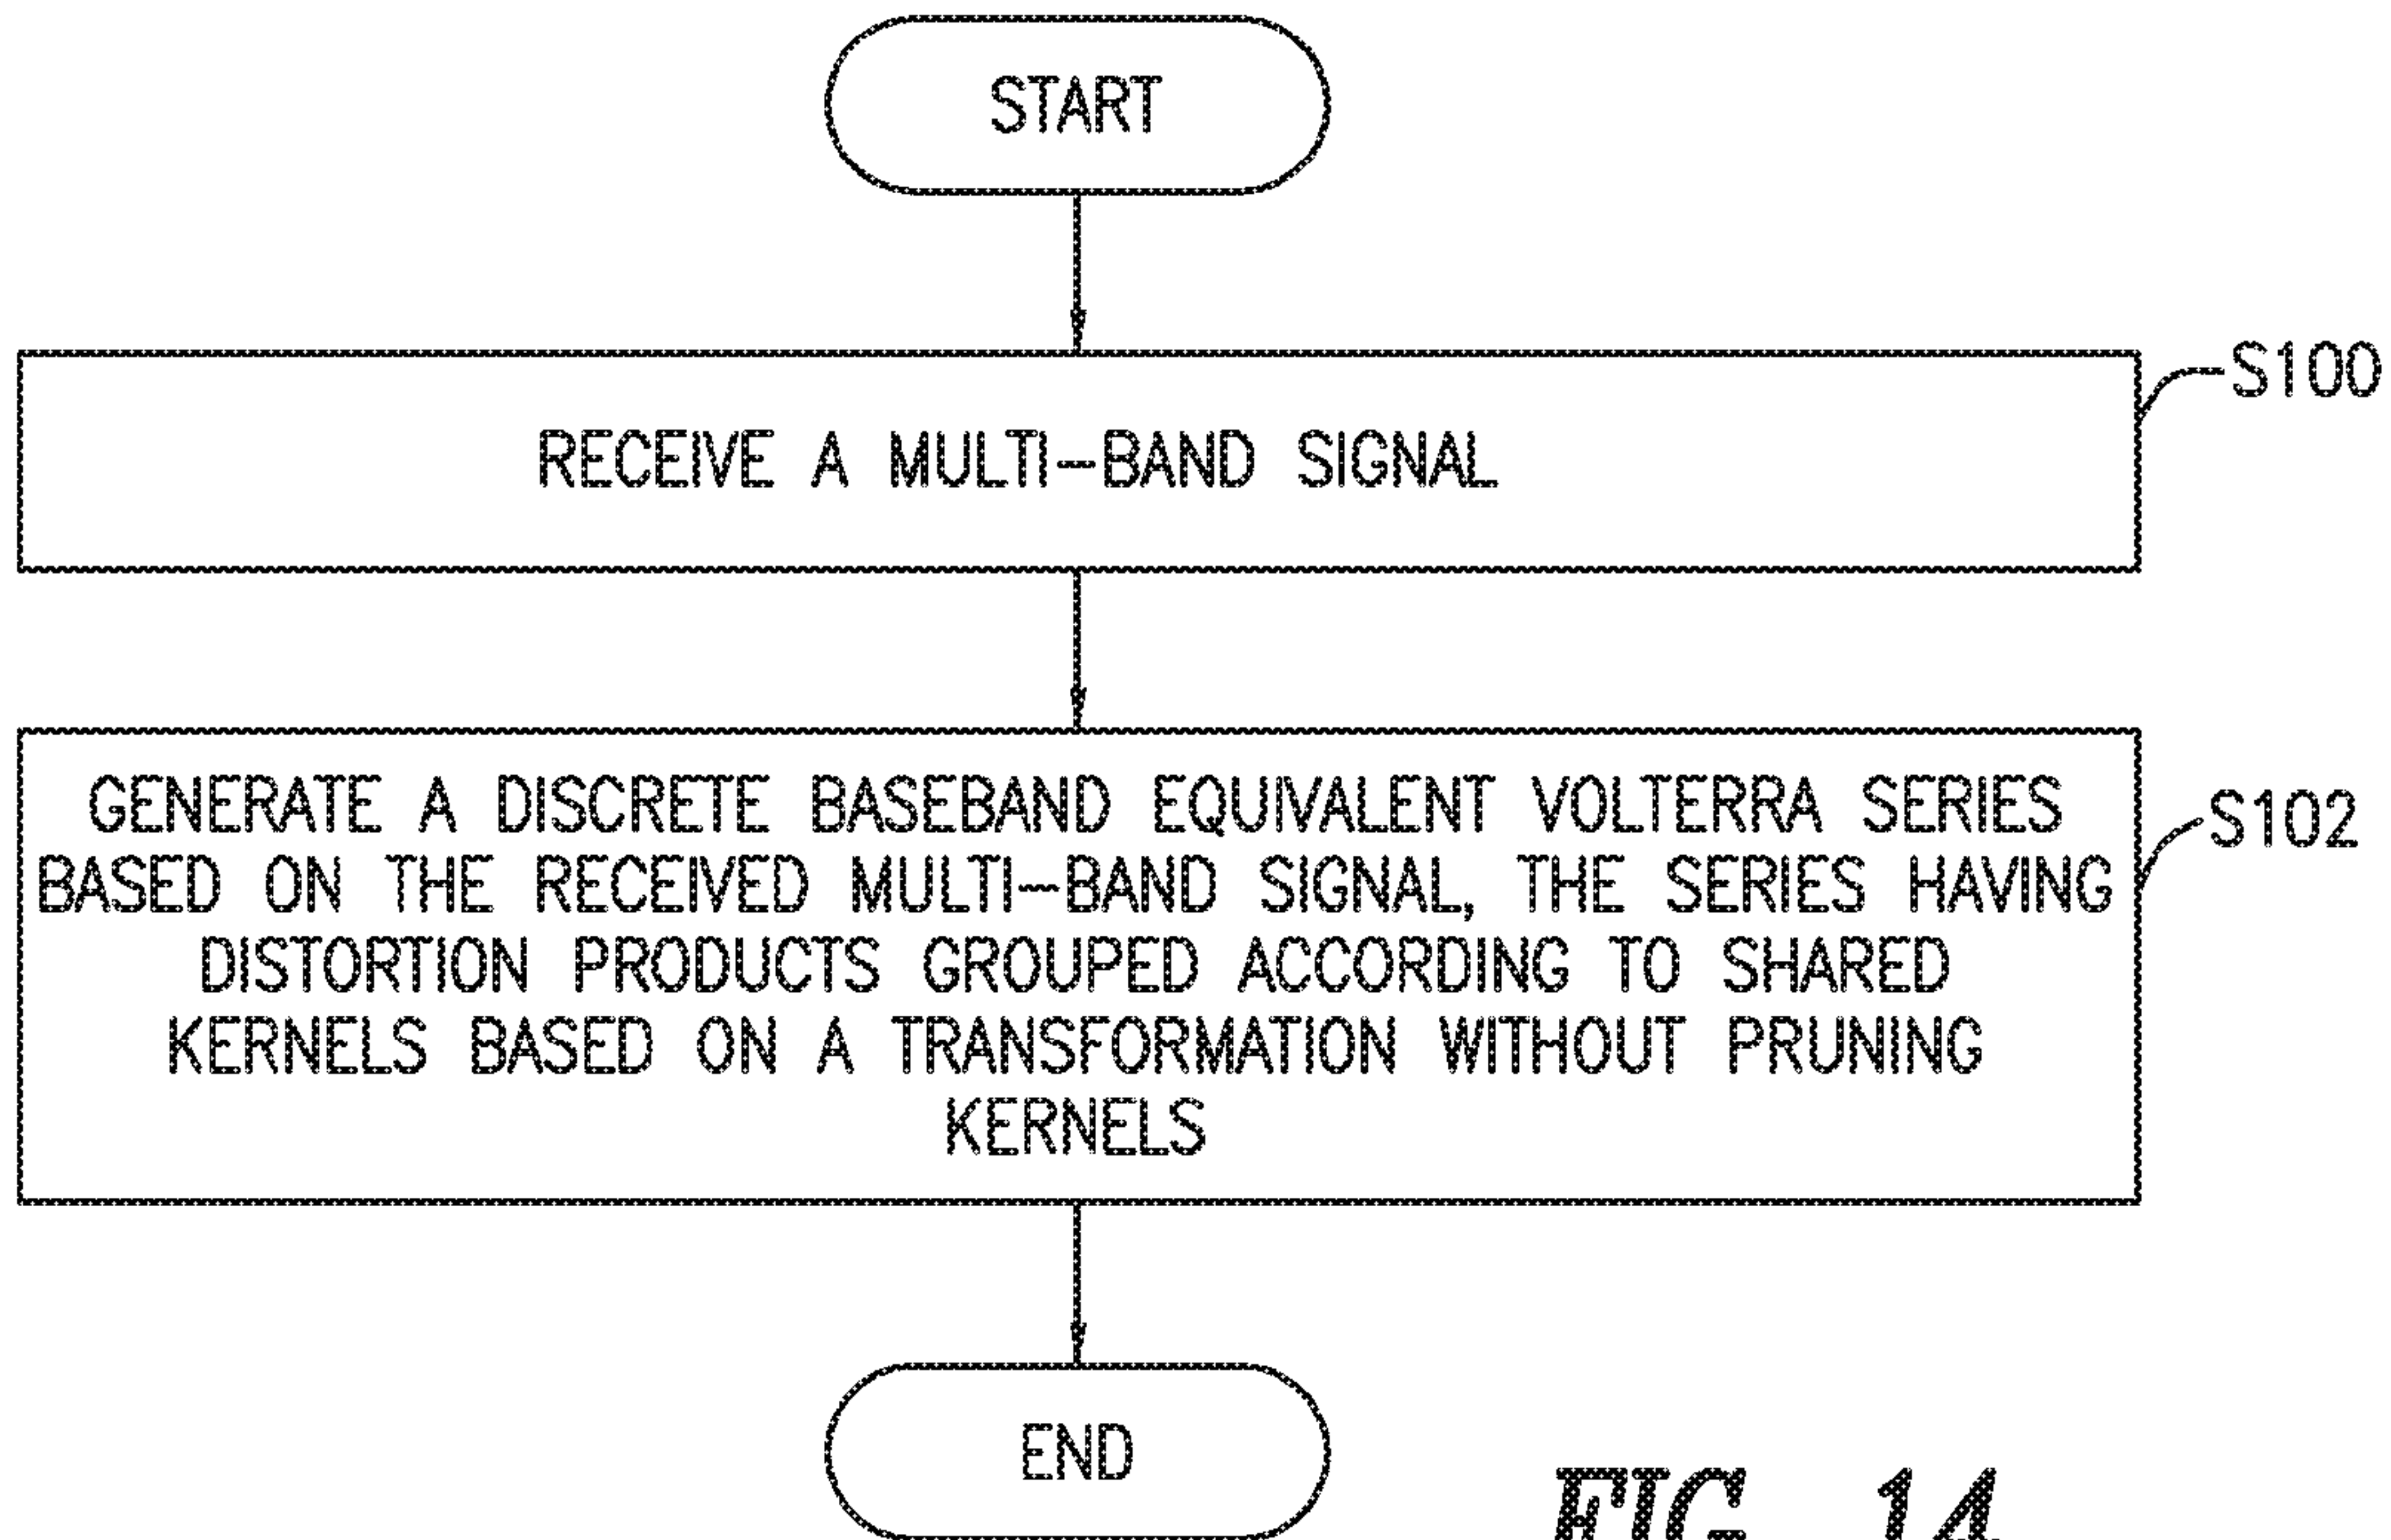 START
RECEIVE A MULTI-BAND SIGNAL
S100
GENERATE A DISCRETE BASEBAND EQUIVALENT VOLTERRA SERIES
BASED ON THE RECEIVED MULTI-BAND SIGNAL, THE SERIES HAVING
DISTORTION PRODUCTS GROUPED ACCORDING TO SHARED
KERNELS BASED ON A TRANSFORMATION WITHOUT PRUNING
KERNELS
S102
END
FIG. 14